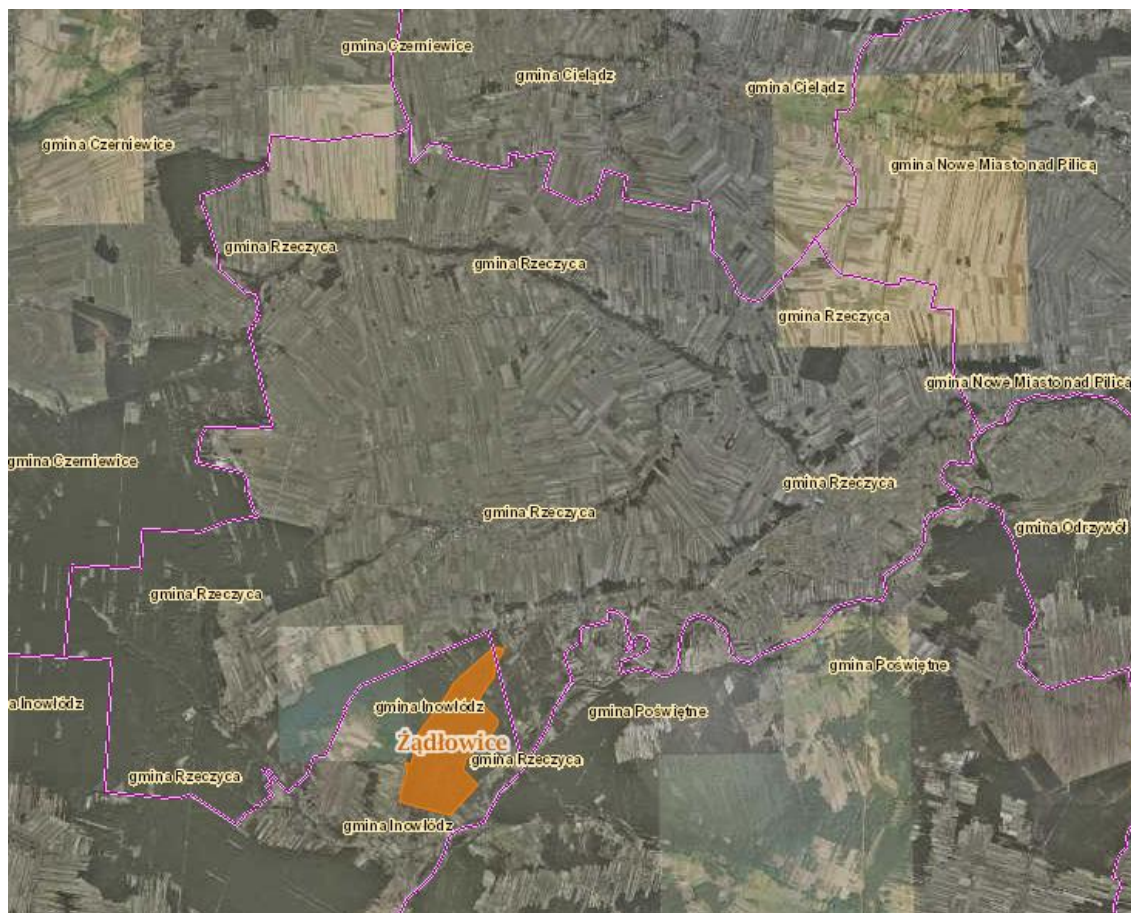 gmina Czerniewice
gmina Cielądz
gmina Cielądz
gmina Czerniewice
gmina Nowe Miasto nad Pilicą
gmina Rzeczyca
gmina Rzeczyca
gmina Rzeczyca
gmina Nowe Miasto nad Pilicą
gmina Czerniewice
gmina Rzeczyca
gmina Rzeczyca
gmina Odrzywół
gmina Rzeczyca
gmina Poświętne
a Inowłódz
gmina Inowłódz
gmina Poświętne
Żądłowice
gmina Rzeczyca
gmina Rzeczyca
gmina Inowłódz